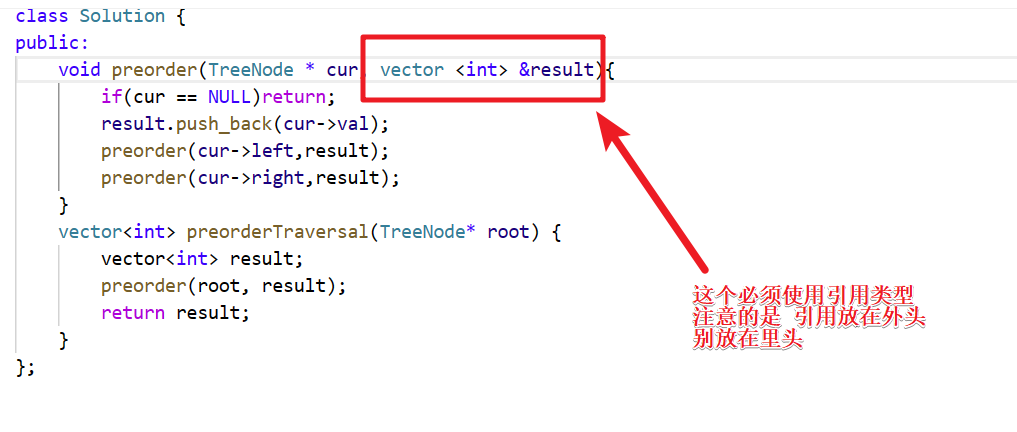 class Solution {
public:
void preorder(TreeNode * cur, vector <int> &result){
if(cur == NULL)return;
result.push_back(cur->val);
preorder(cur->left,result);
preorder(cur->right,result);
}
vector<int> preorderTraversal(TreeNode* root) {
vector<int> result;
preorder(root, result);
return result;
}
};
这个必须使用引用类型
注意的是 引用放在外头
别放在里头